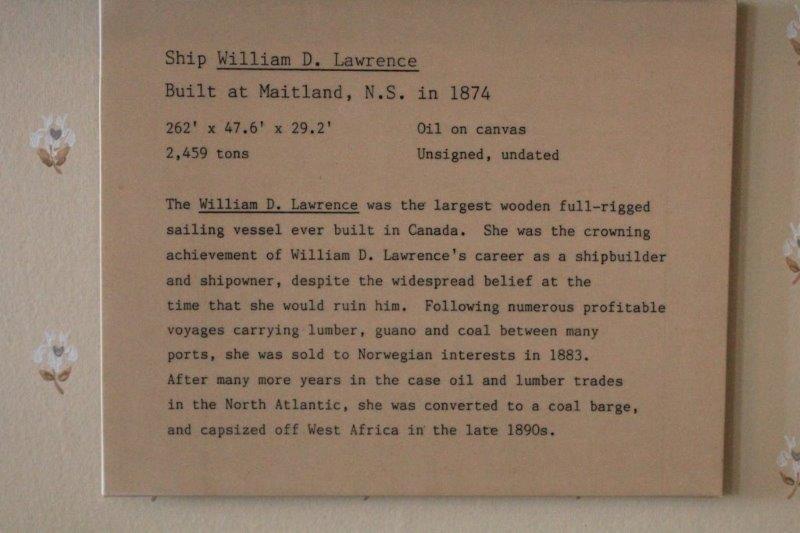 Ship William D. Lawrence
Built at Maitland, N.S. in 1874
262' x 47.6' x 29.2' Oil on canvas
2,459 tons Unsigned, undated
The William D. Lawrence was the largest wooden full-rigged
sailing vessel ever built in Canada. She was the crowning
achievement of William D. Lawrence's career as a shipbuilder
and shipowner, despite the widespread belief at the
time that she would ruin him. Following numerous profitable
voyages carrying lumber, guano and coal between many
ports, she was sold to Norwegian interests in 1883.
After many more years in the case oil and lumber trades
in the North Atlantic, she was converted to a coal barge,
and capsized off West Africa in the late 1890s.